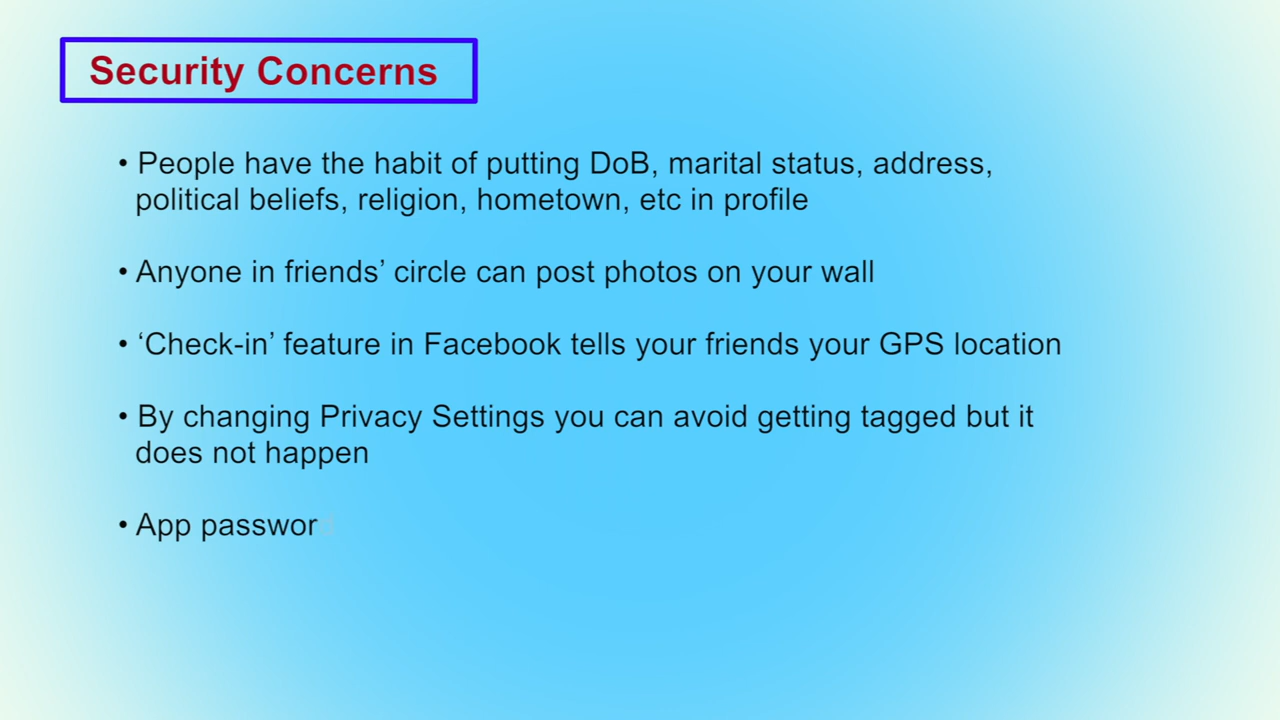 Security Concerns
• People have the habit of putting DoB, marital status, address,
political beliefs, religion, hometown, etc in profile
• Anyone in friends’ circle can post photos on your wall
• ‘Check-in’ feature in Facebook tells your friends your GPS location
• By changing Privacy Settings you can avoid getting tagged but it
does not happen
• App password